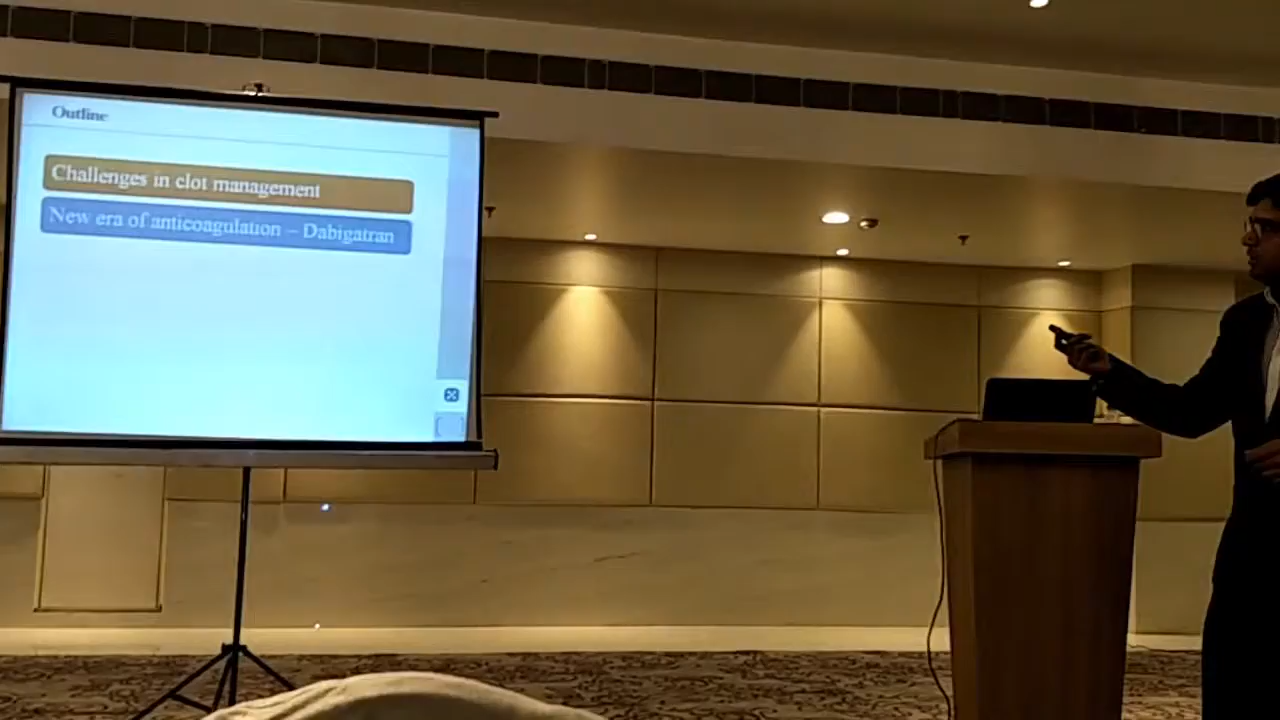 Outline
Challenges in clot management
New era of anticoagulation – Dabigatran